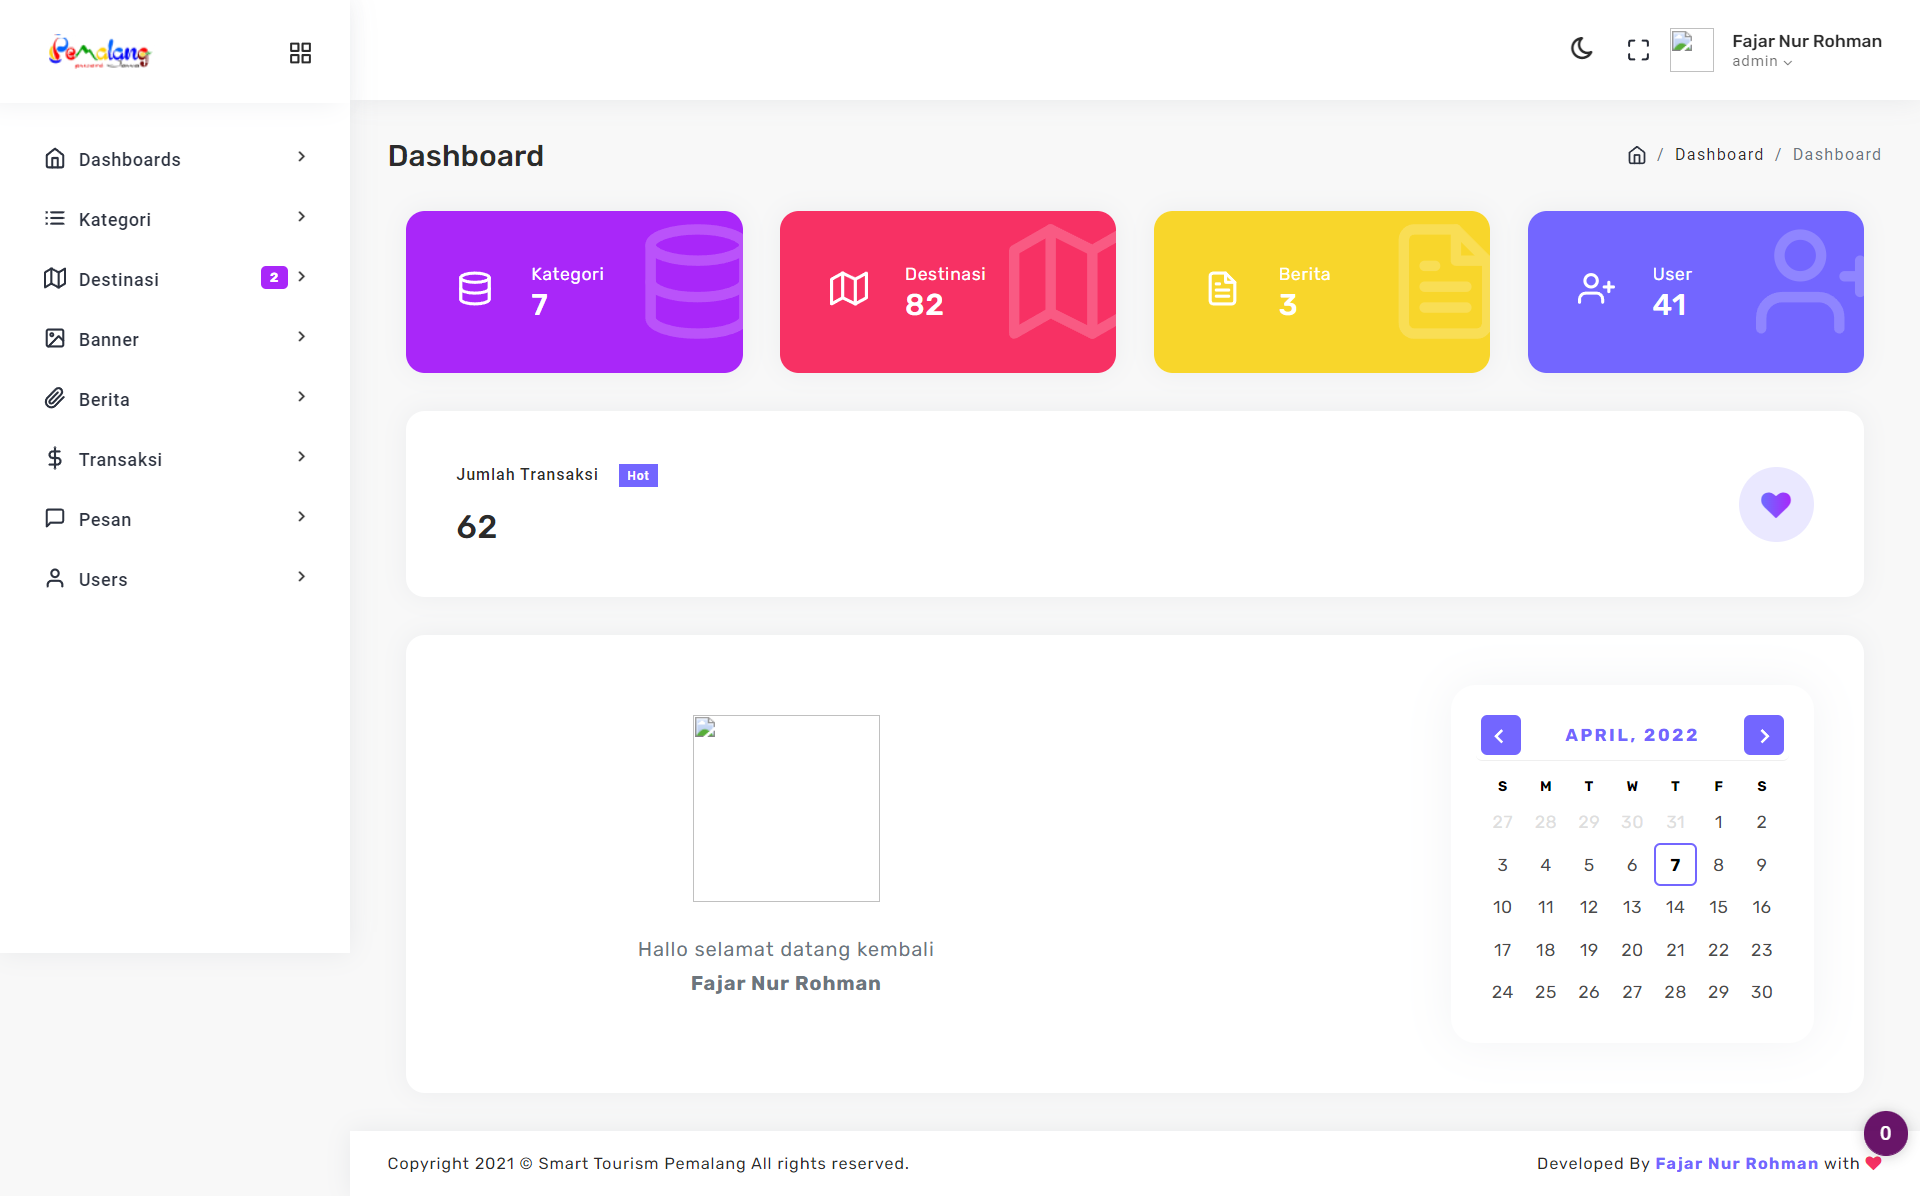 Pemalang
Fajar Nur Rohman
admin
Dashboards
Kategori
Destinasi 2
Banner
Berita
Transaksi
Pesan
Users
Dashboard
/ Dashboard / Dashboard
Kategori
7
Destinasi
82
Berita
3
User
41
Jumlah Transaksi Hot
62
Hallo selamat datang kembali
Fajar Nur Rohman
APRIL, 2022
S M T W T F S
27 28 29 30 31 1 2
3 4 5 6 7 8 9
10 11 12 13 14 15 16
17 18 19 20 21 22 23
24 25 26 27 28 29 30
0
Copyright 2021 © Smart Tourism Pemalang All rights reserved.
Developed By Fajar Nur Rohman with